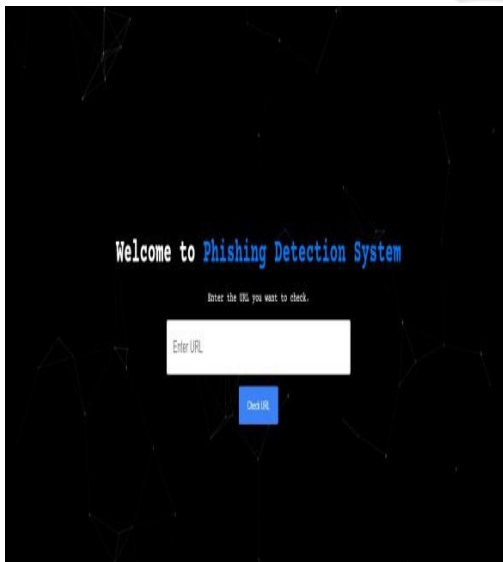 Welcome to Phishing Detection System
Enter the URL you want to check.
Enter URL
Check URL